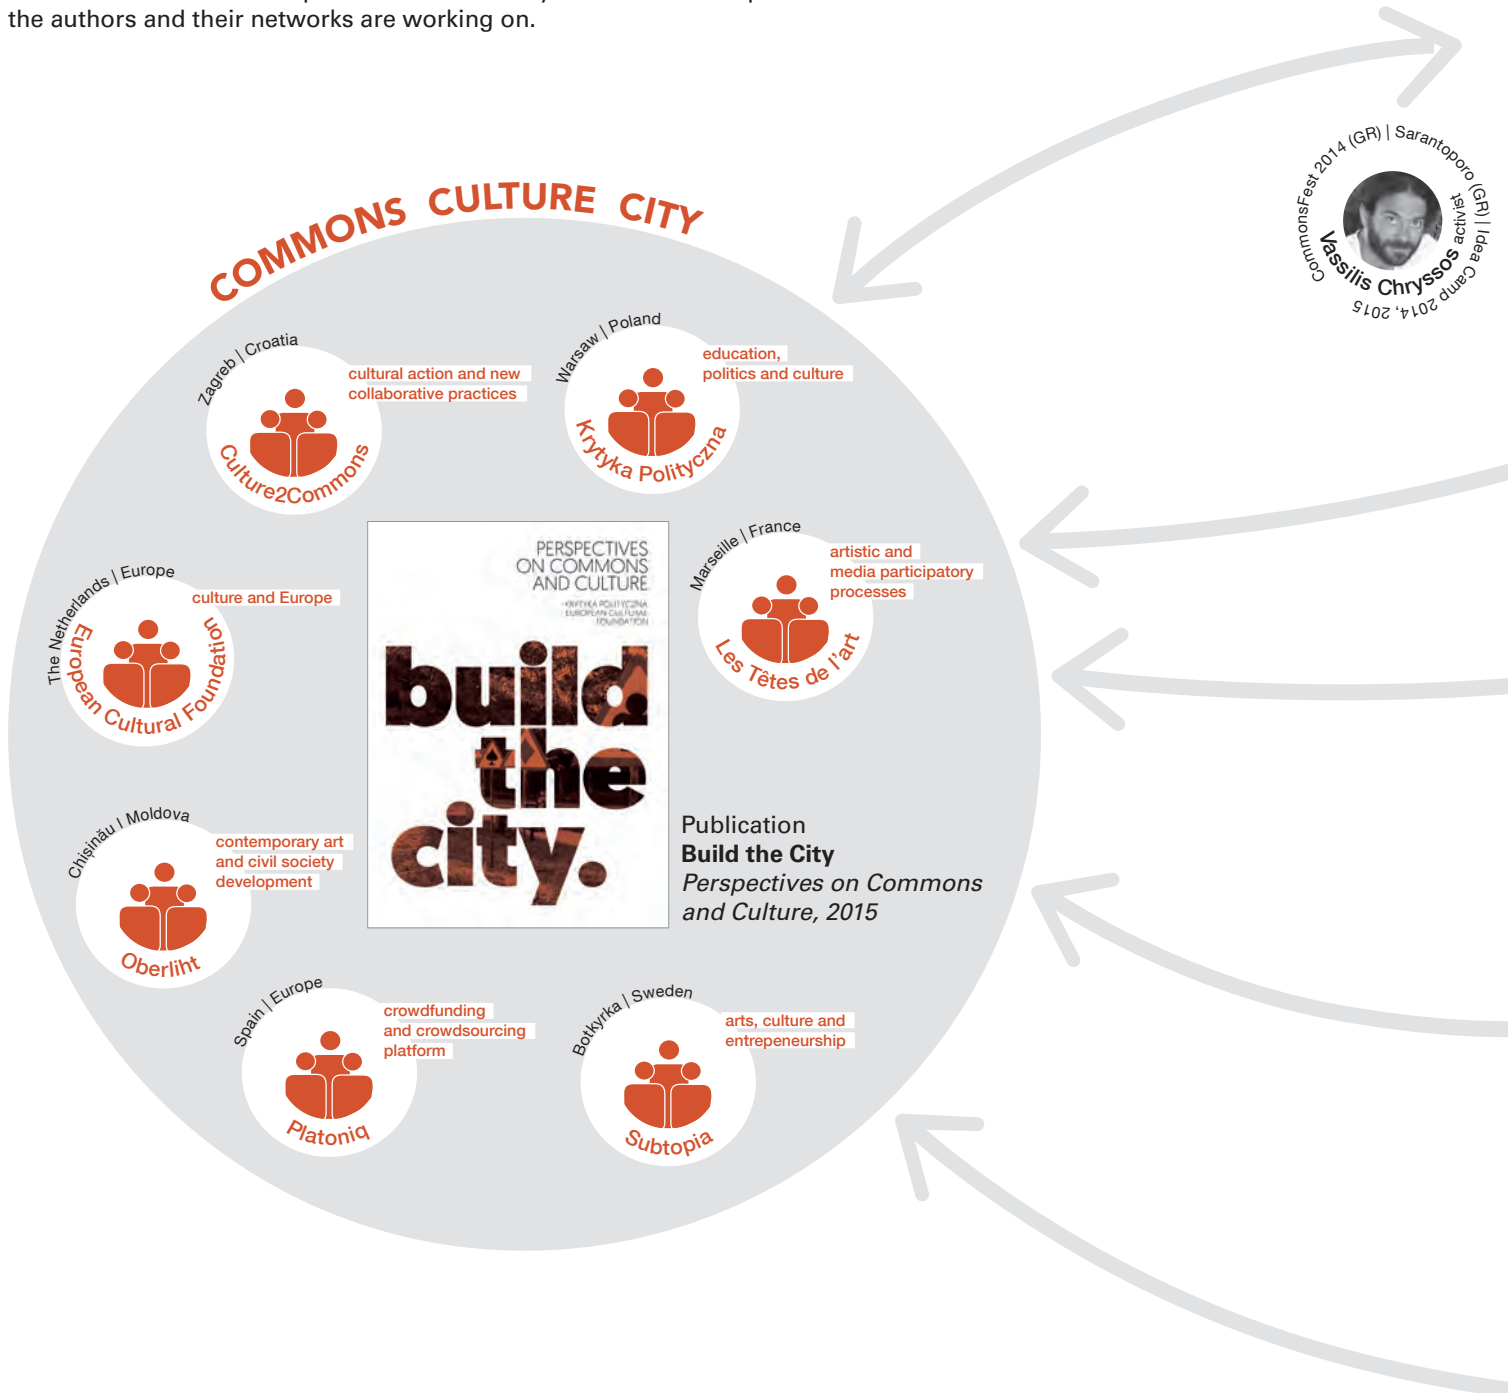 the authors and their networks are working on.
CommonsFest 2014 (GR) | Sarantoporo (GR) | Idea Camp 2014, 2015
Vassilis Chryssos activist
COMMONS CULTURE CITY
Zagreb | Croatia
cultural action and new
collaborative practices
Culture2Commons
Warsaw | Poland
education,
politics and culture
Krytyka Polityczna
The Netherlands | Europe
culture and Europe
European Cultural Foundation
PERSPECTIVES
ON COMMONS
AND CULTURE
KRYTYKA POLITYCZNA
EUROPEAN CULTURAL
FOUNDATION
build
the
city.
Marseille | France
artistic and
media participatory
processes
Les Têtes de l'art
Publication
Build the City
Perspectives on Commons
and Culture, 2015
Chișinău | Moldova
contemporary art
and civil society
development
Oberliht
Spain | Europe
crowdfunding
and crowdsourcing
platform
Platoniq
Botkyrka | Sweden
arts, culture and
entrepeneurship
Subtopia